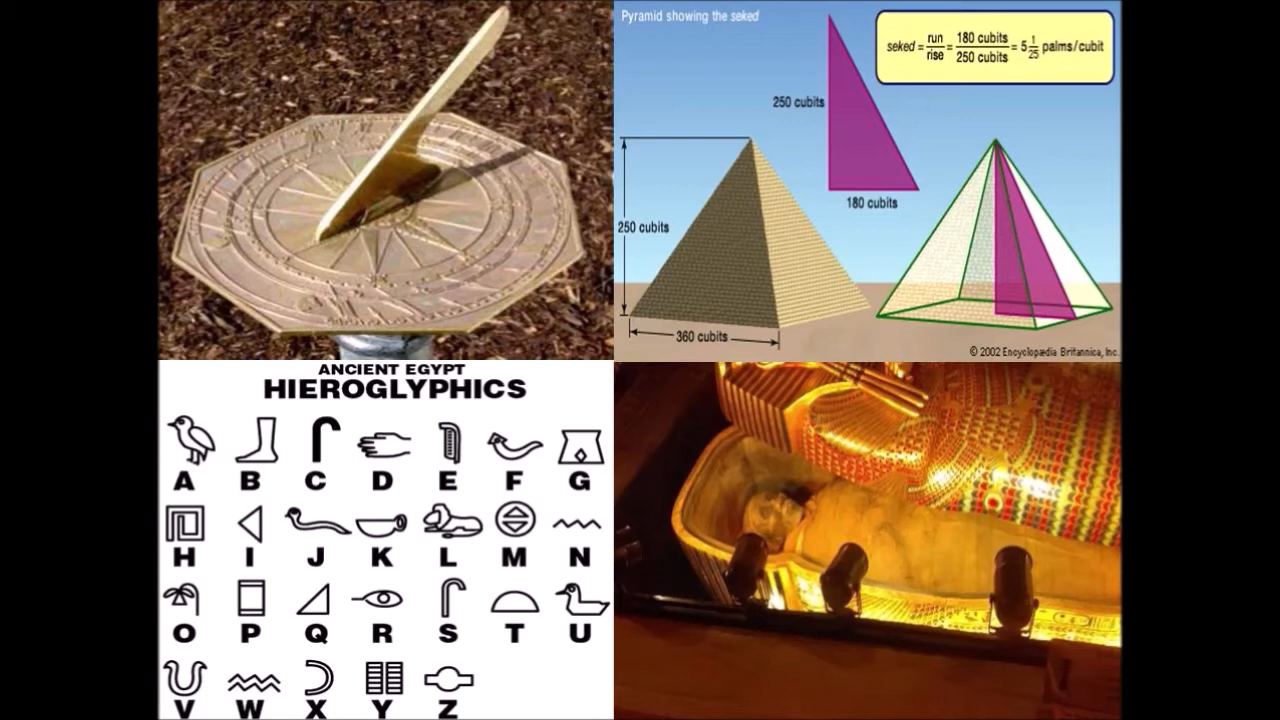 Pyramid showing the seked
seked = run/rise = 180 cubits/250 cubits = 5 1/25 palms/cubit
250 cubits
180 cubits
250 cubits
360 cubits
© 2002 Encyclopædia Britannica, Inc.
ANCIENT EGYPT
HIEROGLYPHICS
A B C D E F G
H I J K L M N
O P Q R S T U
V W X Y Z